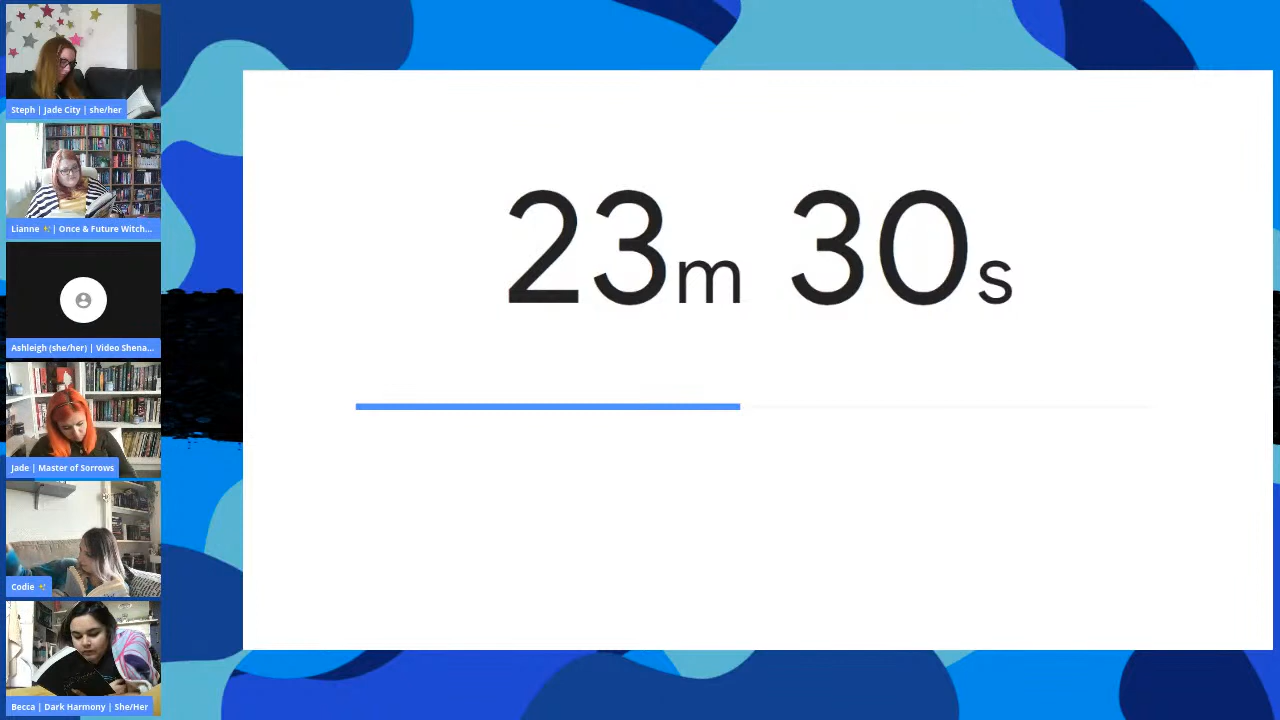 Steph | Jade City | she/her
Lianne ✨ | Once & Future Witch...
Ashleigh (she/her) | Video Shena...
Jade | Master of Sorrows
Codie ✨
Becca | Dark Harmony | She/Her
23m 30s